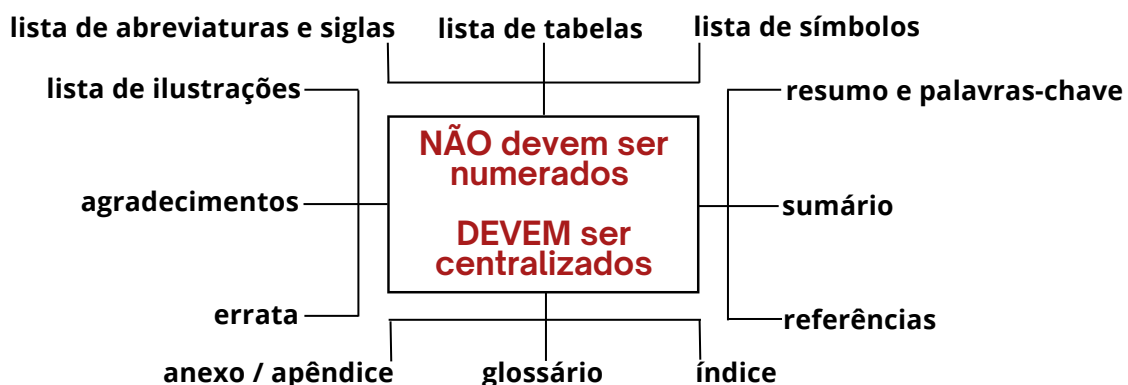 lista de abreviaturas e siglas
lista de tabelas
lista de símbolos
lista de ilustrações
resumo e palavras-chave
NÃO devem ser
numerados
agradecimentos
sumário
DEVEM ser
centralizados
errata
referências
anexo / apêndice
glossário
índice